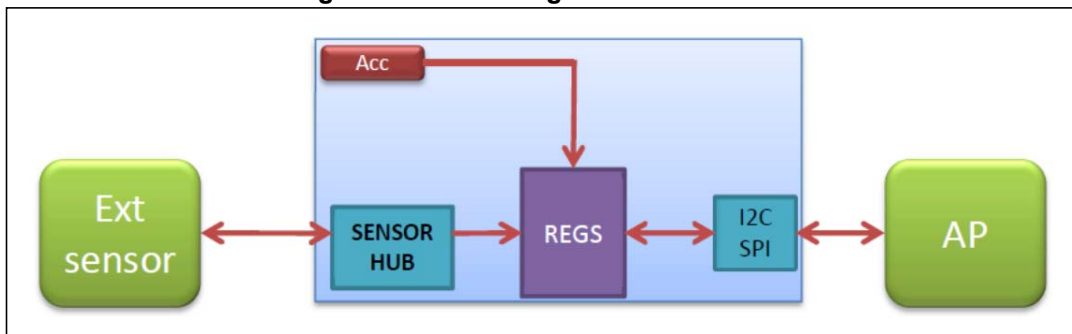 Acc
Ext
sensor
SENSOR
HUB
REGS
I2C
SPI
AP